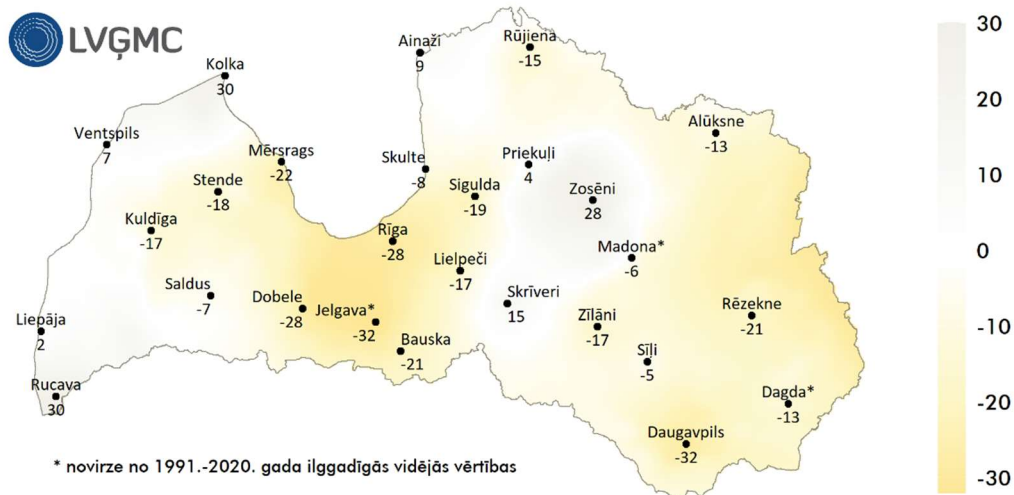 LVĢMC
Kolka
30
Ainaži
9
Rūjiena
-15
Ventspils
7
Mērsrags
-22
Skulte
-8
Priekuļi
4
Alūksne
-13
Stende
-18
Sigulda
-19
Zosēni
28
Kuldīga
-17
Rīga
-28
Madona*
-6
Lielpeči
-17
Saldus
-7
Dobele
-28
Jelgava*
-32
Skrīveri
15
Rēzekne
-21
Liepāja
2
Bauska
-21
Zīlāni
-17
Sīļi
-5
Rucava
30
Dagda*
-13
Daugavpils
-32
* novirze no 1991.-2020. gada ilggadīgās vidējās vērtības
30
20
10
0
-10
-20
-30